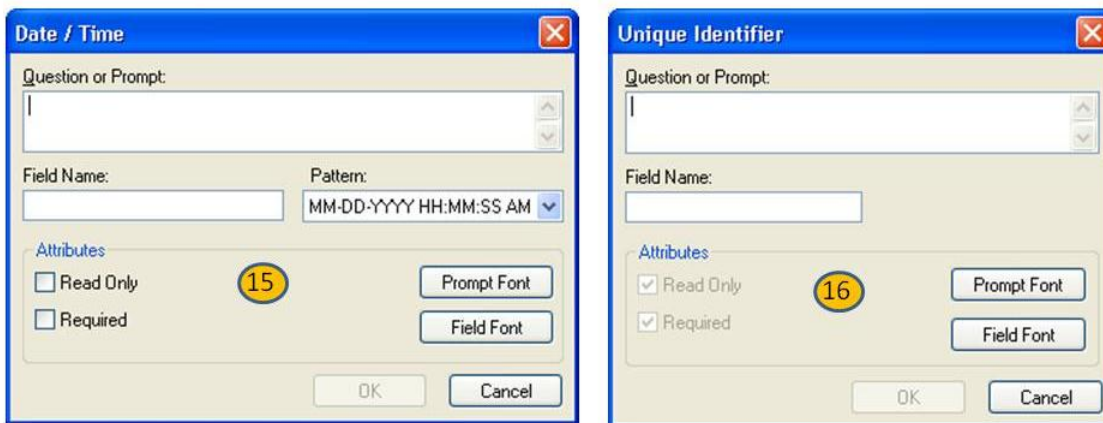 Date / Time
Question or Prompt:
Field Name:
Pattern:
MM-DD-YYYY HH:MM:SS AM
Attributes
Read Only
15
Prompt Font
Required
Field Font
OK
Cancel
Unique Identifier
Question or Prompt:
Field Name:
Attributes
Read Only
16
Prompt Font
Required
Field Font
OK
Cancel